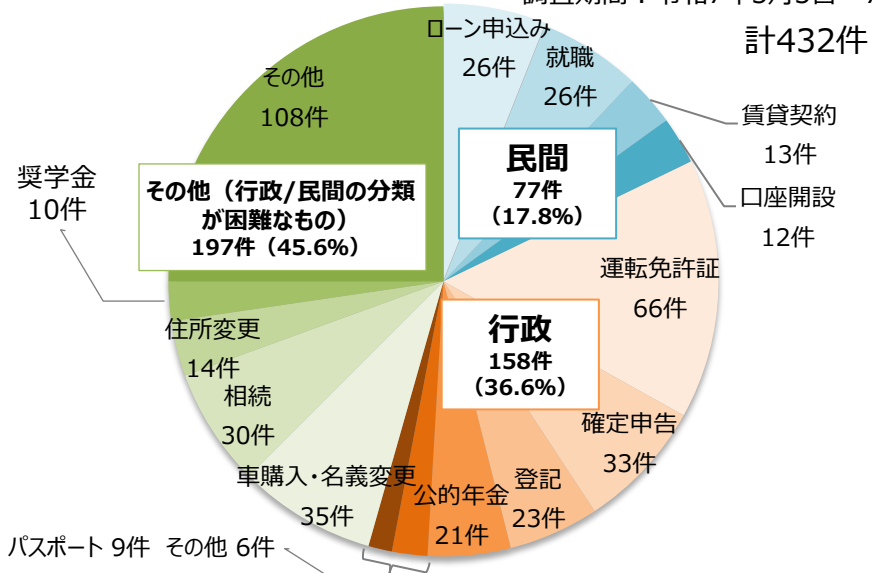 計432件
ローン申込み
26件
就職
26件
賃貸契約
13件
口座開設
12件
民間
77件
（17.8%）
運転免許証
66件
行政
158件
（36.6%）
確定申告
33件
登記
23件
公的年金
21件
パスポート 9件 その他 6件
車購入・名義変更
35件
相続
30件
住所変更
14件
奨学金
10件
その他（行政/民間の分類
が困難なもの）
197件（45.6%）
その他
108件